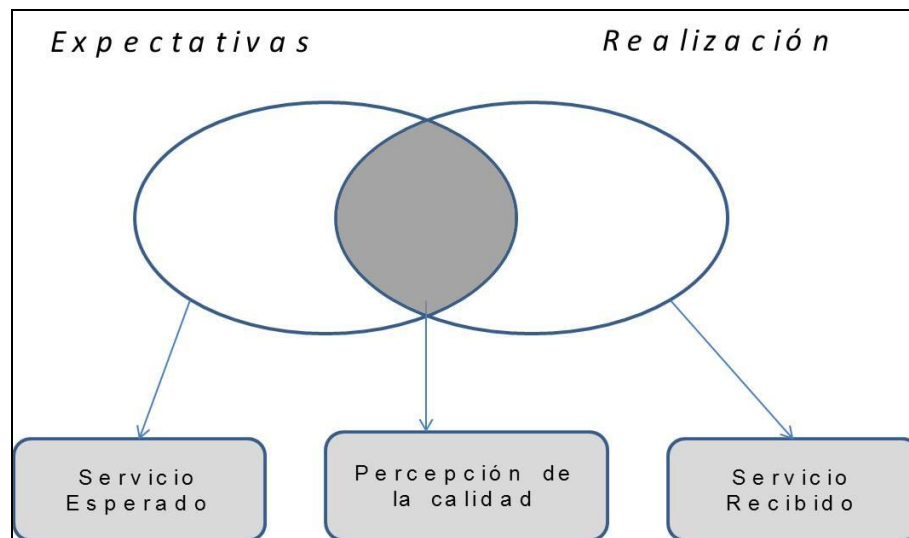 Expectativas
Realización
Servicio
Esperado
Percepción de
la calidad
Servicio
Recibido